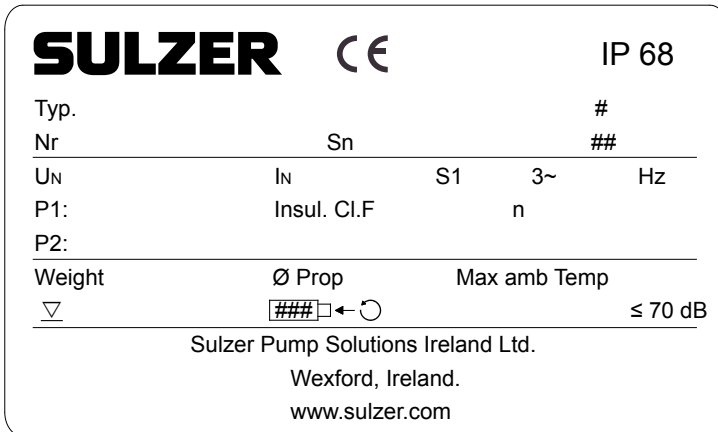 SULZER CE IP 68
Typ. #
Nr Sn ##
UN IN S1 3~ Hz
P1: Insul. Cl.F n
P2:
Weight Ø Prop Max amb Temp
### ≤ 70 dB
Sulzer Pump Solutions Ireland Ltd.
Wexford, Ireland.
www.sulzer.com